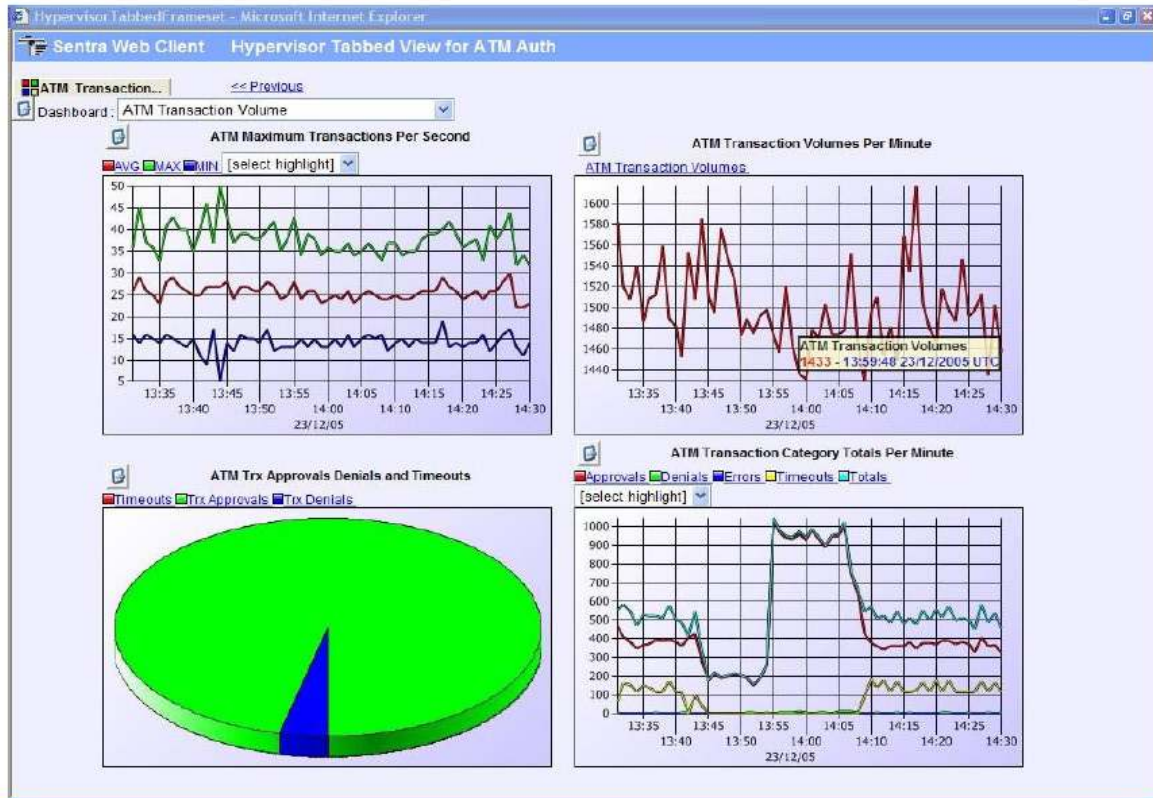 HypervisorTabbedFrameset - Microsoft Internet Explorer
Sentra Web Client Hypervisor Tabbed View for ATM Auth
ATM Transaction... << Previous
Dashboard : ATM Transaction Volume
ATM Maximum Transactions Per Second
AVG MAX MIN [select highlight]
50
45
40
35
30
25
20
15
10
5
13:35 13:45 13:55 14:05 14:15 14:25
13:40 13:50 14:00 14:10 14:20 14:30
23/12/05
ATM Transaction Volumes Per Minute
ATM Transaction Volumes
1600
1580
1560
1540
1520
1500
1480
1460
1440
ATM Transaction Volumes
1433 - 13:59:48 23/12/2005 UTC
13:35 13:45 13:55 14:05 14:15 14:25
13:40 13:50 14:00 14:10 14:20 14:30
23/12/05
ATM Trx Approvals Denials and Timeouts
Timeouts Trx Approvals Trx Denials
ATM Transaction Category Totals Per Minute
Approvals Denials Errors Timeouts Totals
[select highlight]
1000
900
800
700
600
500
400
300
200
100
0
13:35 13:45 13:55 14:05 14:15 14:25
13:40 13:50 14:00 14:10 14:20 14:30
23/12/05